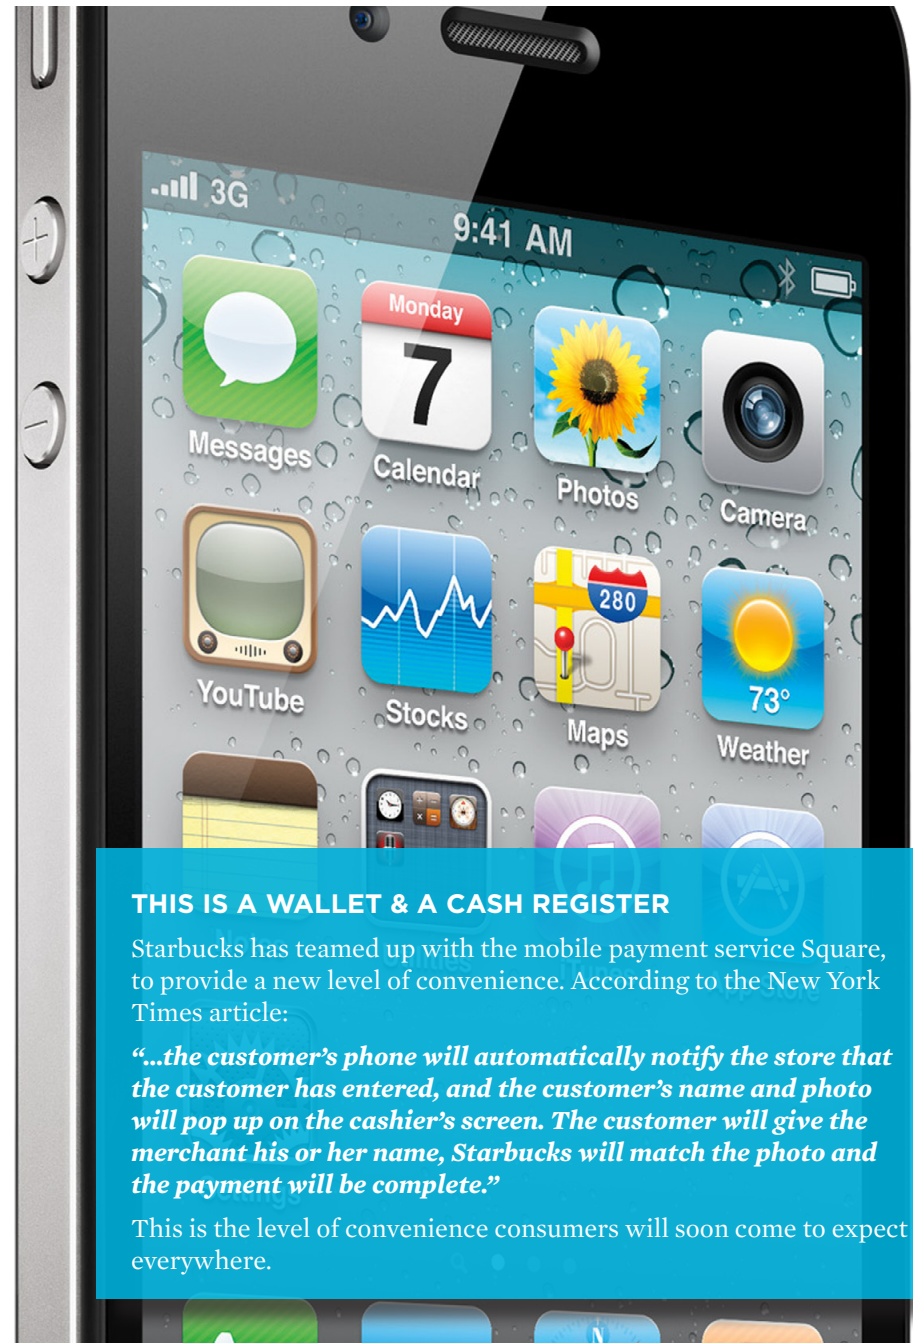 3G
9:41 AM
Monday
7
280
73°
Messages
Calendar
Photos
Camera
YouTube
Stocks
Maps
Weather
THIS IS A WALLET & A CASH REGISTER
Starbucks has teamed up with the mobile payment service Square,
to provide a new level of convenience. According to the New York
Times article:
“...the customer’s phone will automatically notify the store that
the customer has entered, and the customer’s name and photo
will pop up on the cashier’s screen. The customer will give the
merchant his or her name, Starbucks will match the photo and
the payment will be complete.”
This is the level of convenience consumers will soon come to expect
everywhere.
App Store
N